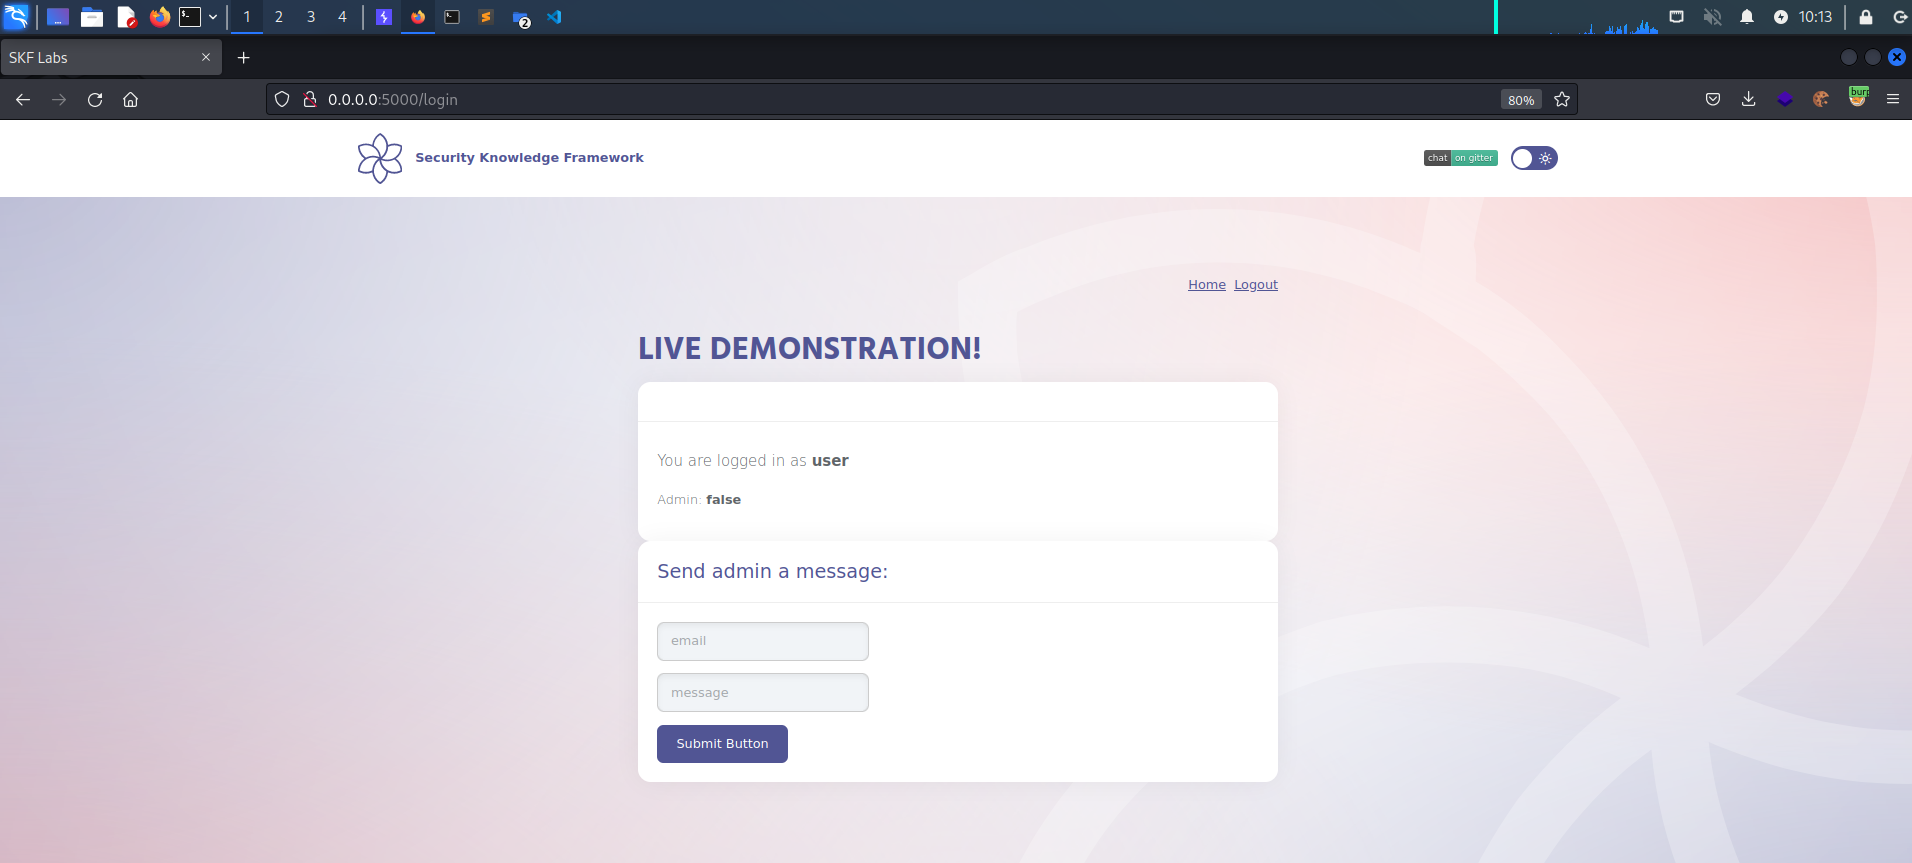 1 2 3 4 2 10:13
SKF Labs
0.0.0.0:5000/login 80% burp
Security Knowledge Framework chat on gitter
Home Logout
LIVE DEMONSTRATION!
You are logged in as user
Admin: false
Send admin a message:
email
message
Submit Button